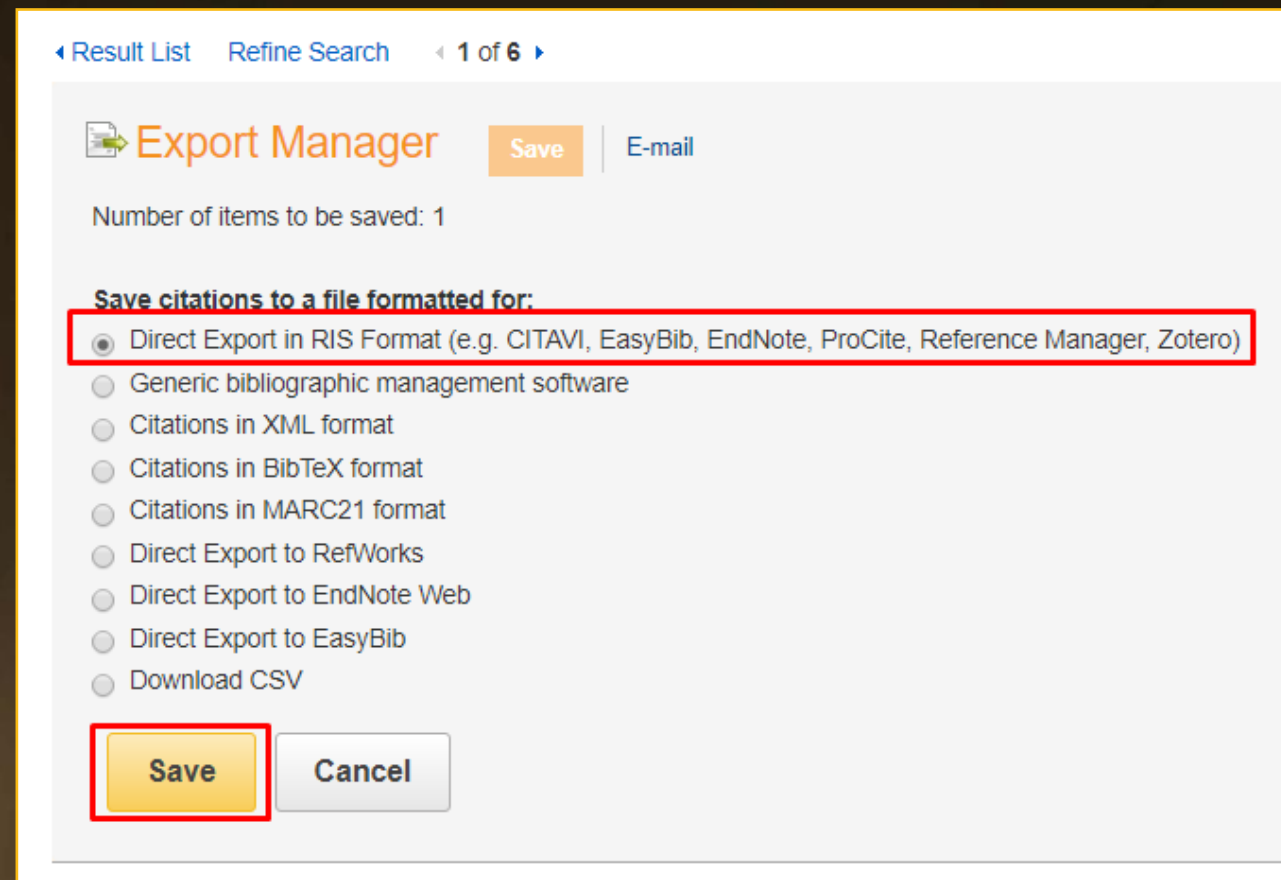 Result List Refine Search 1 of 6
Export Manager Save E-mail
Number of items to be saved: 1
Save citations to a file formatted for:
Direct Export in RIS Format (e.g. CITAVI, EasyBib, EndNote, ProCite, Reference Manager, Zotero)
Generic bibliographic management software
Citations in XML format
Citations in BibTeX format
Citations in MARC21 format
Direct Export to RefWorks
Direct Export to EndNote Web
Direct Export to EasyBib
Download CSV
Save Cancel